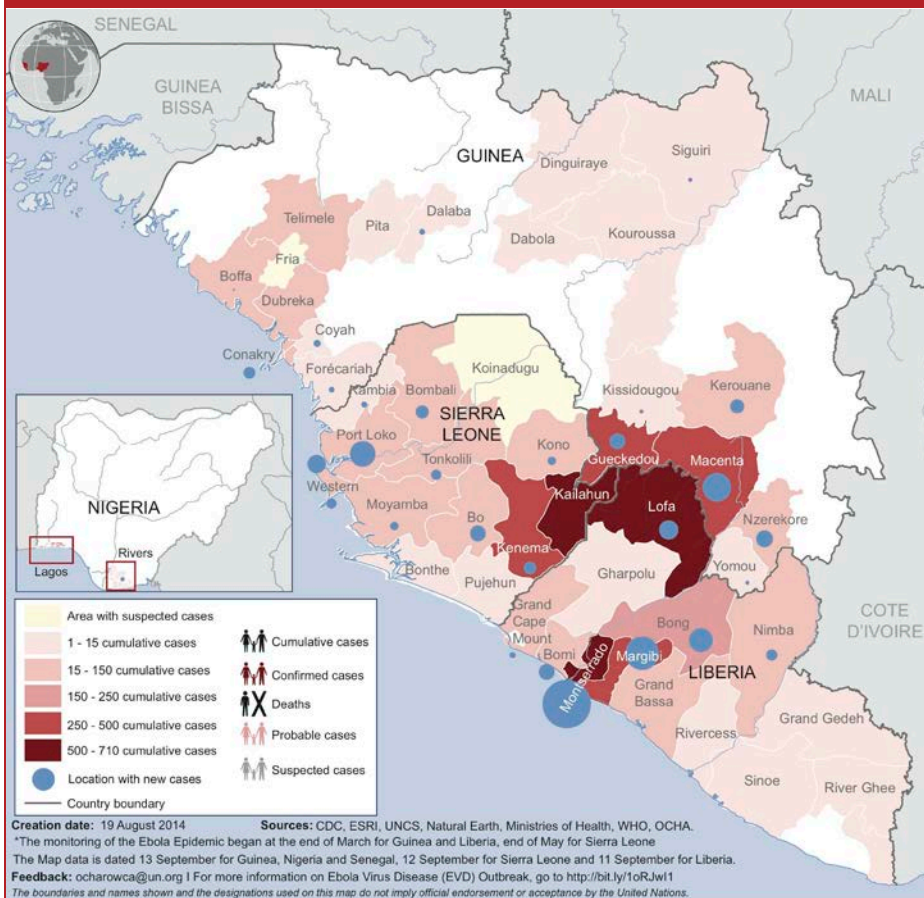 SENEGAL
GUINEA
BISSA
MALI
GUINEA
Dinguiraye
Siguiri
Telimele
Pita
Dalaba
Dabola
Kouroussa
Fria
Boffa
Dubreka
Coyah
Conakry
Koinadugu
Forécariah
Kambia
Bombali
Kissidougou
Kerouane
SIERRA
LEONE
Port Loko
Kono
Gueckedou
Macenta
Tonkolili
Western
Kailahun
Lofa
NIGERIA
Moyamba
Bo
Nzerekore
Kenema
Rivers
Yomou
Lagos
Bonthe
Pujehun
Gharpolu
COTE
D'IVOIRE
Grand
Cape
Mount
Bong
Nimba
Bomi
Montserrado
Margibi
LIBERIA
Grand
Bassa
Grand Gedeh
Rivercess
Sinoe
River Ghee
Area with suspected cases
1 - 15 cumulative cases
15 - 150 cumulative cases
150 - 250 cumulative cases
250 - 500 cumulative cases
500 - 710 cumulative cases
Location with new cases
Country boundary
Cumulative cases
Confirmed cases
Deaths
Probable cases
Suspected cases
Creation date: 19 August 2014 Sources: CDC, ESRI, UNCS, Natural Earth, Ministries of Health, WHO, OCHA.
*The monitoring of the Ebola Epidemic began at the end of March for Guinea and Liberia, end of May for Sierra Leone
The Map data is dated 13 September for Guinea, Nigeria and Senegal, 12 September for Sierra Leone and 11 September for Liberia.
Feedback: ocharowca@un.org I For more information on Ebola Virus Disease (EVD) Outbreak, go to http://bit.ly/1oRJwI1
The boundaries and names shown and the designations used on this map do not imply official endorsement or acceptance by the United Nations.